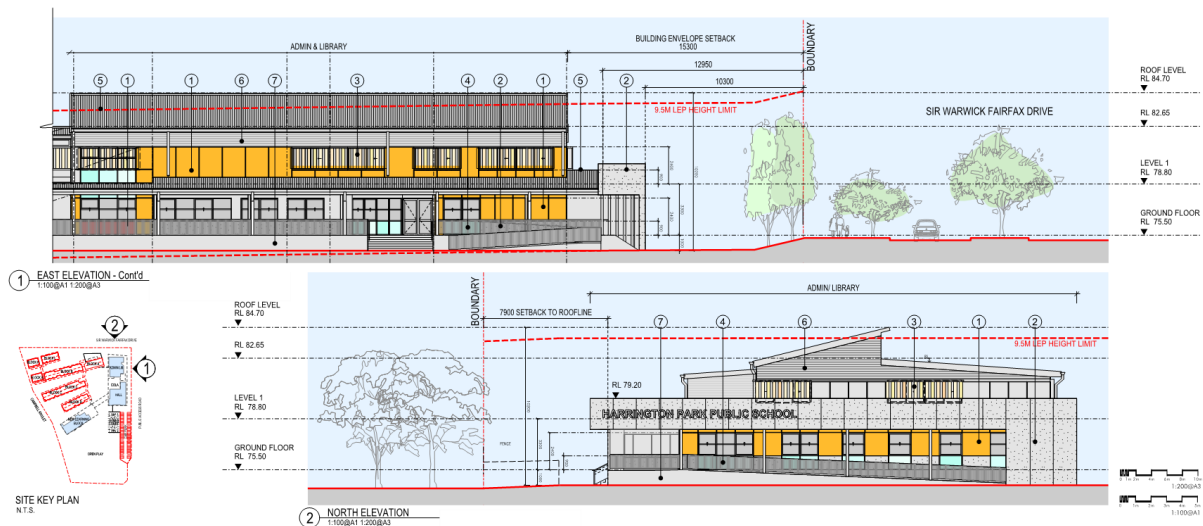 ADMIN & LIBRARY
BUILDING ENVELOPE SETBACK
15300
12950
10300
BOUNDARY
5
1
1
6
7
3
4
2
1
5
2
9.5M LEP HEIGHT LIMIT
SIR WARWICK FAIRFAX DRIVE
ROOF LEVEL
RL 84.70
RL 82.65
LEVEL 1
RL 78.80
GROUND FLOOR
RL 75.50
1
EAST ELEVATION - Cont'd
1:100@A1 1:200@A3
2
SIR WARWICK FAIRFAX DRIVE
1
SITE KEY PLAN
N.T.S.
ROOF LEVEL
RL 84.70
RL 82.65
LEVEL 1
RL 78.80
GROUND FLOOR
RL 75.50
BOUNDARY
7900 SETBACK TO ROOFLINE
ADMIN/ LIBRARY
7
4
6
3
1
2
9.5M LEP HEIGHT LIMIT
RL 79.20
HARRINGTON PARK PUBLIC SCHOOL
2
NORTH ELEVATION
1:100@A1 1:200@A3
1:200@A3
1:100@A1